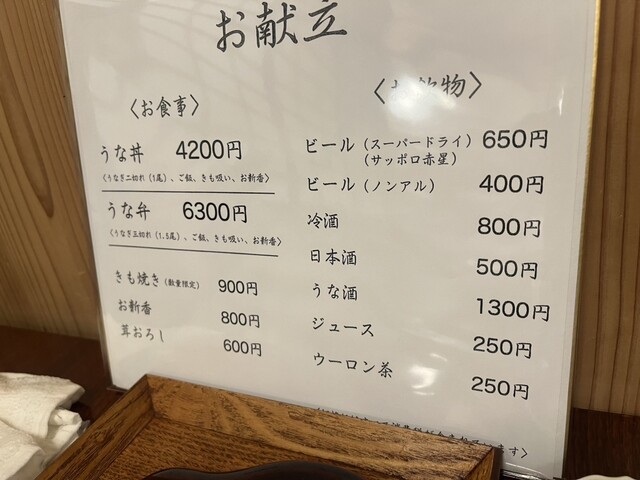 お献立
〈お食事〉
うな丼 4200円
〈うなぎ二切れ(1尾)、ご飯、きも吸い、お新香〉
うな弁 6300円
〈うなぎ三切れ(1.5尾)、ご飯、きも吸い、お新香〉
きも焼き(数量限定) 900円
お新香 800円
茸おろし 600円
〈お飲物〉
ビール(スーパードライ) 650円
(サッポロ赤星)
ビール(ノンアル) 400円
冷酒 800円
日本酒 500円
うな酒 1300円
ジュース 250円
ウーロン茶 250円
ます〉